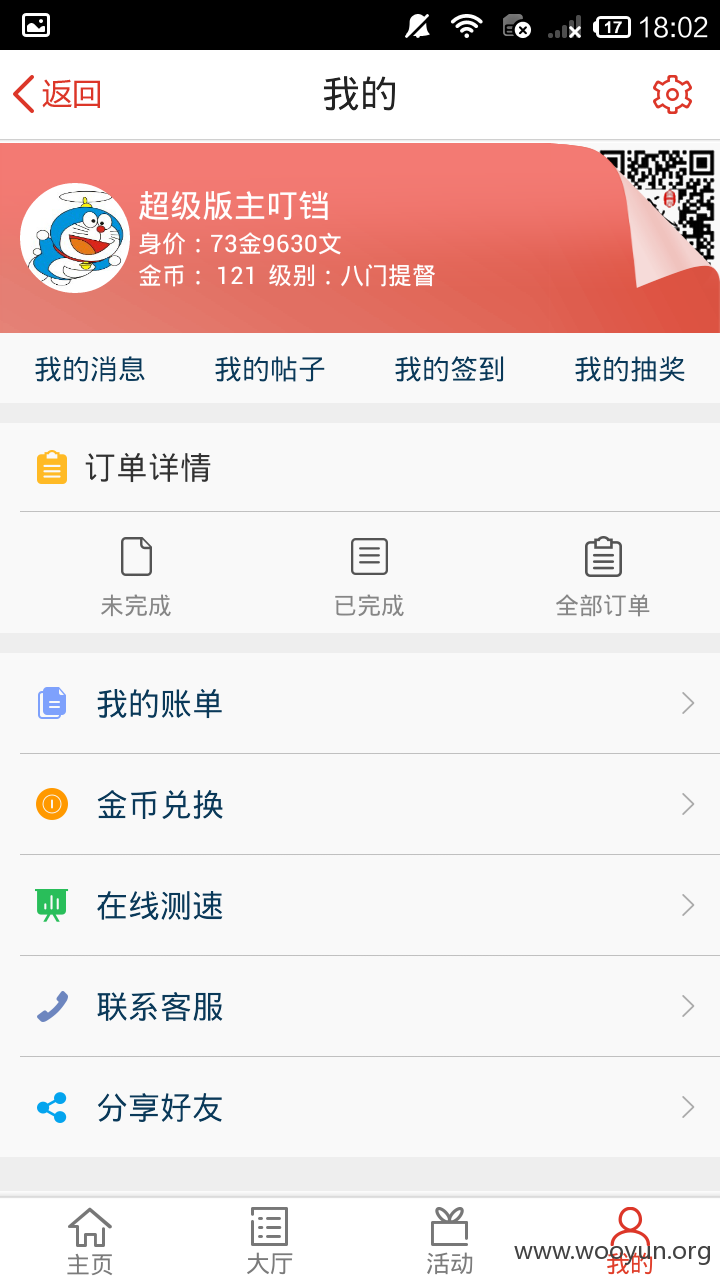 17 18:02
返回 我的
超级版主叮铛
身价：73金9630文
金币： 121 级别：八门提督
我的消息 我的帖子 我的签到 我的抽奖
订单详情
未完成 已完成 全部订单
我的账单
金币兑换
在线测速
联系客服
分享好友
主页 大厅 活动 我的
www.wooyun.org